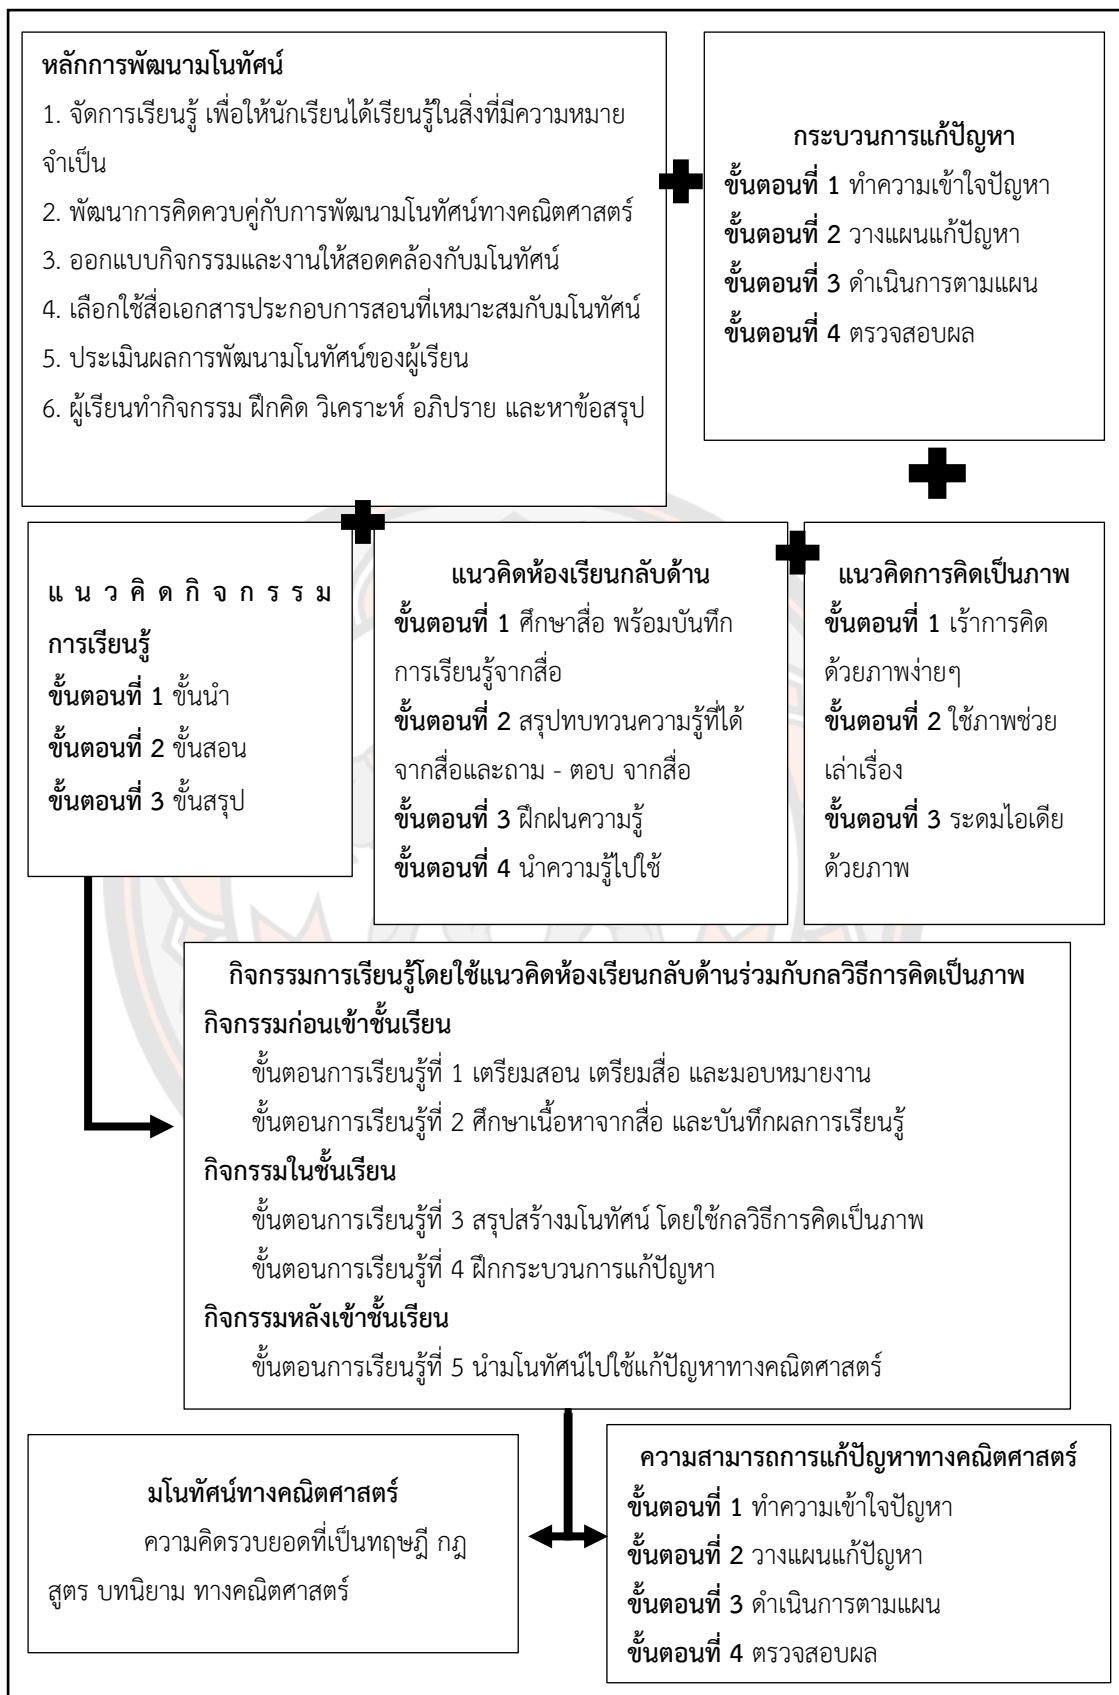 หลักการพัฒนามโนทัศน์
1. จัดการเรียนรู้ เพื่อให้นักเรียนได้เรียนรู้ในสิ่งที่มีความหมาย
จำเป็น
2. พัฒนาการคิดควบคู่กับการพัฒนามโนทัศน์ทางคณิตศาสตร์
3. ออกแบบกิจกรรมและงานให้สอดคล้องกับมโนทัศน์
4. เลือกใช้สื่อเอกสารประกอบการสอนที่เหมาะสมกับมโนทัศน์
5. ประเมินผลการพัฒนามโนทัศน์ของผู้เรียน
6. ผู้เรียนทำกิจกรรม ฝึกคิด วิเคราะห์ อภิปราย และหาข้อสรุป
กระบวนการแก้ปัญหา
ขั้นตอนที่ 1 ทำความเข้าใจปัญหา
ขั้นตอนที่ 2 วางแผนแก้ปัญหา
ขั้นตอนที่ 3 ดำเนินการตามแผน
ขั้นตอนที่ 4 ตรวจสอบผล
แนวคิดกิจกรรม
การเรียนรู้
ขั้นตอนที่ 1 ขั้นนำ
ขั้นตอนที่ 2 ขั้นสอน
ขั้นตอนที่ 3 ขั้นสรุป
แนวคิดห้องเรียนกลับด้าน
ขั้นตอนที่ 1 ศึกษาสื่อ พร้อมบันทึก
การเรียนรู้จากสื่อ
ขั้นตอนที่ 2 สรุปทบทวนความรู้ที่ได้
จากสื่อและถาม - ตอบ จากสื่อ
ขั้นตอนที่ 3 ฝึกฝนความรู้
ขั้นตอนที่ 4 นำความรู้ไปใช้
แนวคิดการคิดเป็นภาพ
ขั้นตอนที่ 1 เร้าการคิด
ด้วยภาพง่ายๆ
ขั้นตอนที่ 2 ใช้ภาพช่วย
เล่าเรื่อง
ขั้นตอนที่ 3 ระดมไอเดีย
ด้วยภาพ
กิจกรรมการเรียนรู้โดยใช้แนวคิดห้องเรียนกลับด้านร่วมกับกลวิธีการคิดเป็นภาพ
กิจกรรมก่อนเข้าชั้นเรียน
ขั้นตอนการเรียนรู้ที่ 1 เตรียมสอน เตรียมสื่อ และมอบหมายงาน
ขั้นตอนการเรียนรู้ที่ 2 ศึกษาเนื้อหาจากสื่อ และบันทึกผลการเรียนรู้
กิจกรรมในชั้นเรียน
ขั้นตอนการเรียนรู้ที่ 3 สรุปสร้างมโนทัศน์ โดยใช้กลวิธีการคิดเป็นภาพ
ขั้นตอนการเรียนรู้ที่ 4 ฝึกกระบวนการแก้ปัญหา
กิจกรรมหลังเข้าชั้นเรียน
ขั้นตอนการเรียนรู้ที่ 5 นำมโนทัศน์ไปใช้แก้ปัญหาทางคณิตศาสตร์
มโนทัศน์ทางคณิตศาสตร์
ความคิดรวบยอดที่เป็นทฤษฎี กฎ
สูตร บทนิยาม ทางคณิตศาสตร์
ความสามารถการแก้ปัญหาทางคณิตศาสตร์
ขั้นตอนที่ 1 ทำความเข้าใจปัญหา
ขั้นตอนที่ 2 วางแผนแก้ปัญหา
ขั้นตอนที่ 3 ดำเนินการตามแผน
ขั้นตอนที่ 4 ตรวจสอบผล